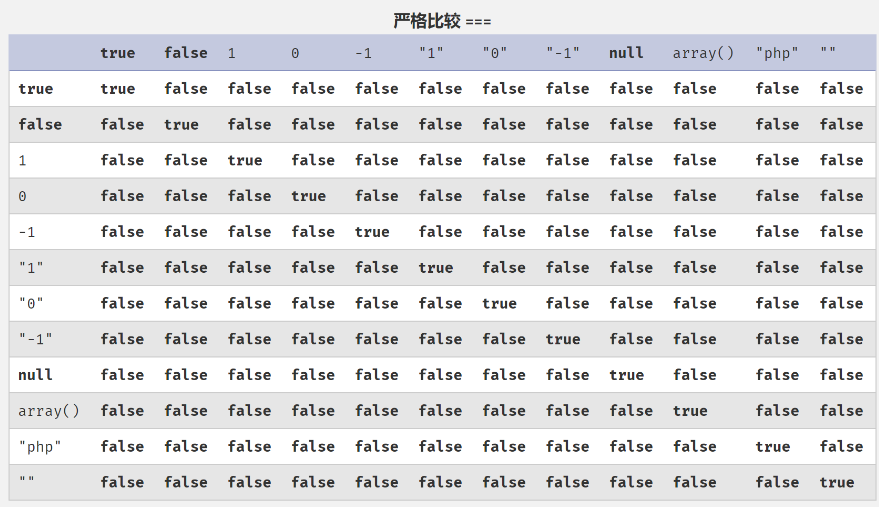 严格比较 ===
true false 1 0 -1 "1" "0" "-1" null array() "php" ""
true true false false false false false false false false false false false
false false true false false false false false false false false false false
1 false false true false false false false false false false false false
0 false false false true false false false false false false false false
-1 false false false false true false false false false false false false
"1" false false false false false true false false false false false false
"0" false false false false false false true false false false false false
"-1" false false false false false false false true false false false false
null false false false false false false false false true false false false
array() false false false false false false false false false true false false
"php" false false false false false false false false false false true false
"" false false false false false false false false false false false true